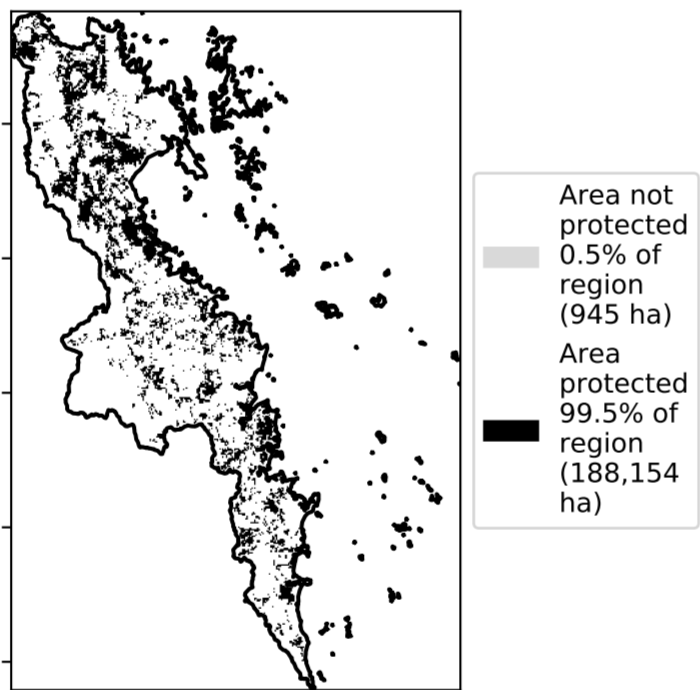 Area not
protected
0.5% of
region
(945 ha)
Area
protected
99.5% of
region
(188,154
ha)